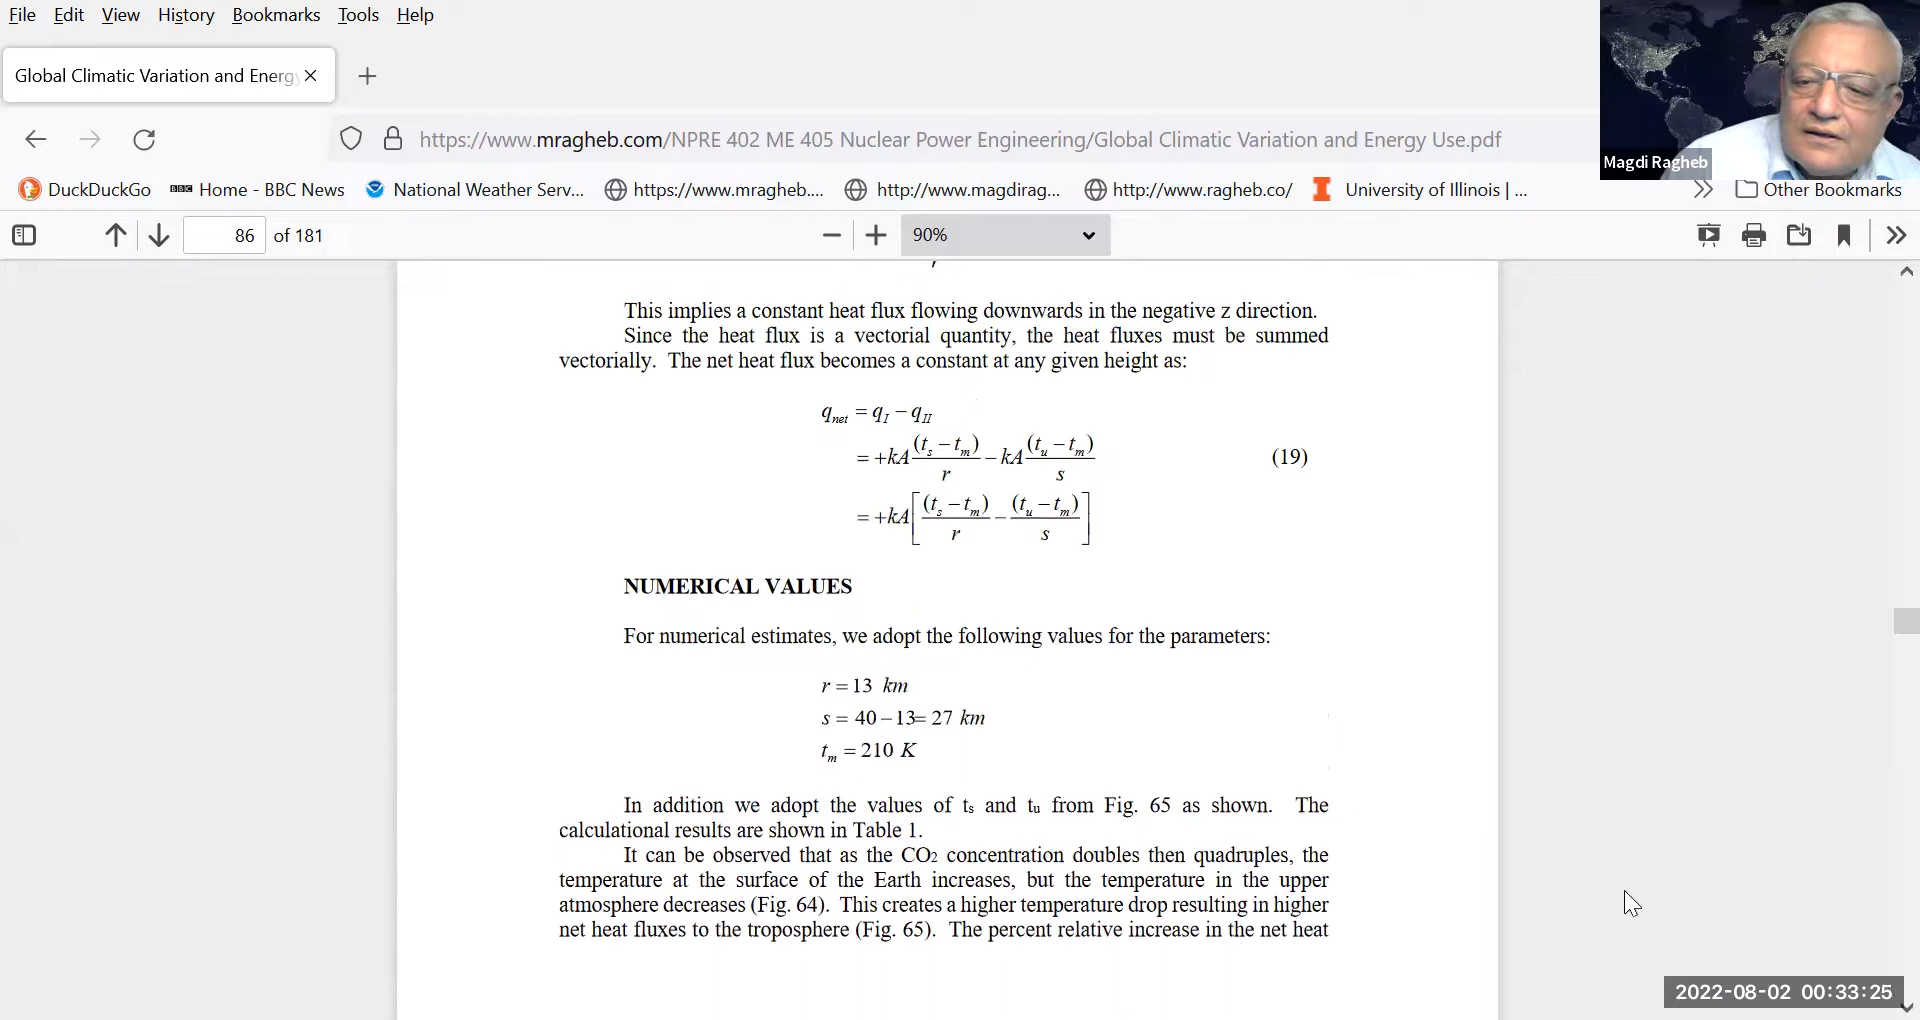 File Edit View History Bookmarks Tools Help
Global Climatic Variation and Energy
https://www.mragheb.com/NPRE 402 ME 405 Nuclear Power Engineering/Global Climatic Variation and Energy Use.pdf
Magdi Ragheb
DuckDuckGo BBC Home - BBC News National Weather Serv... https://www.mragheb.... http://www.magdirag... http://www.ragheb.co/ University of Illinois | ... Other Bookmarks
86 of 181 90%
This implies a constant heat flux flowing downwards in the negative z direction.
Since the heat flux is a vectorial quantity, the heat fluxes must be summed
vectorially. The net heat flux becomes a constant at any given height as:
q_net = q_I − q_II
= +kA (t_s − t_m)/r − kA (t_u − t_m)/s (19)
= +kA [(t_s − t_m)/r − (t_u − t_m)/s]
NUMERICAL VALUES
For numerical estimates, we adopt the following values for the parameters:
r = 13 km
s = 40 − 13 = 27 km
t_m = 210 K
In addition we adopt the values of ts and tu from Fig. 65 as shown. The
calculational results are shown in Table 1.
It can be observed that as the CO2 concentration doubles then quadruples, the
temperature at the surface of the Earth increases, but the temperature in the upper
atmosphere decreases (Fig. 64). This creates a higher temperature drop resulting in higher
net heat fluxes to the troposphere (Fig. 65). The percent relative increase in the net heat
2022-08-02 00:33:25